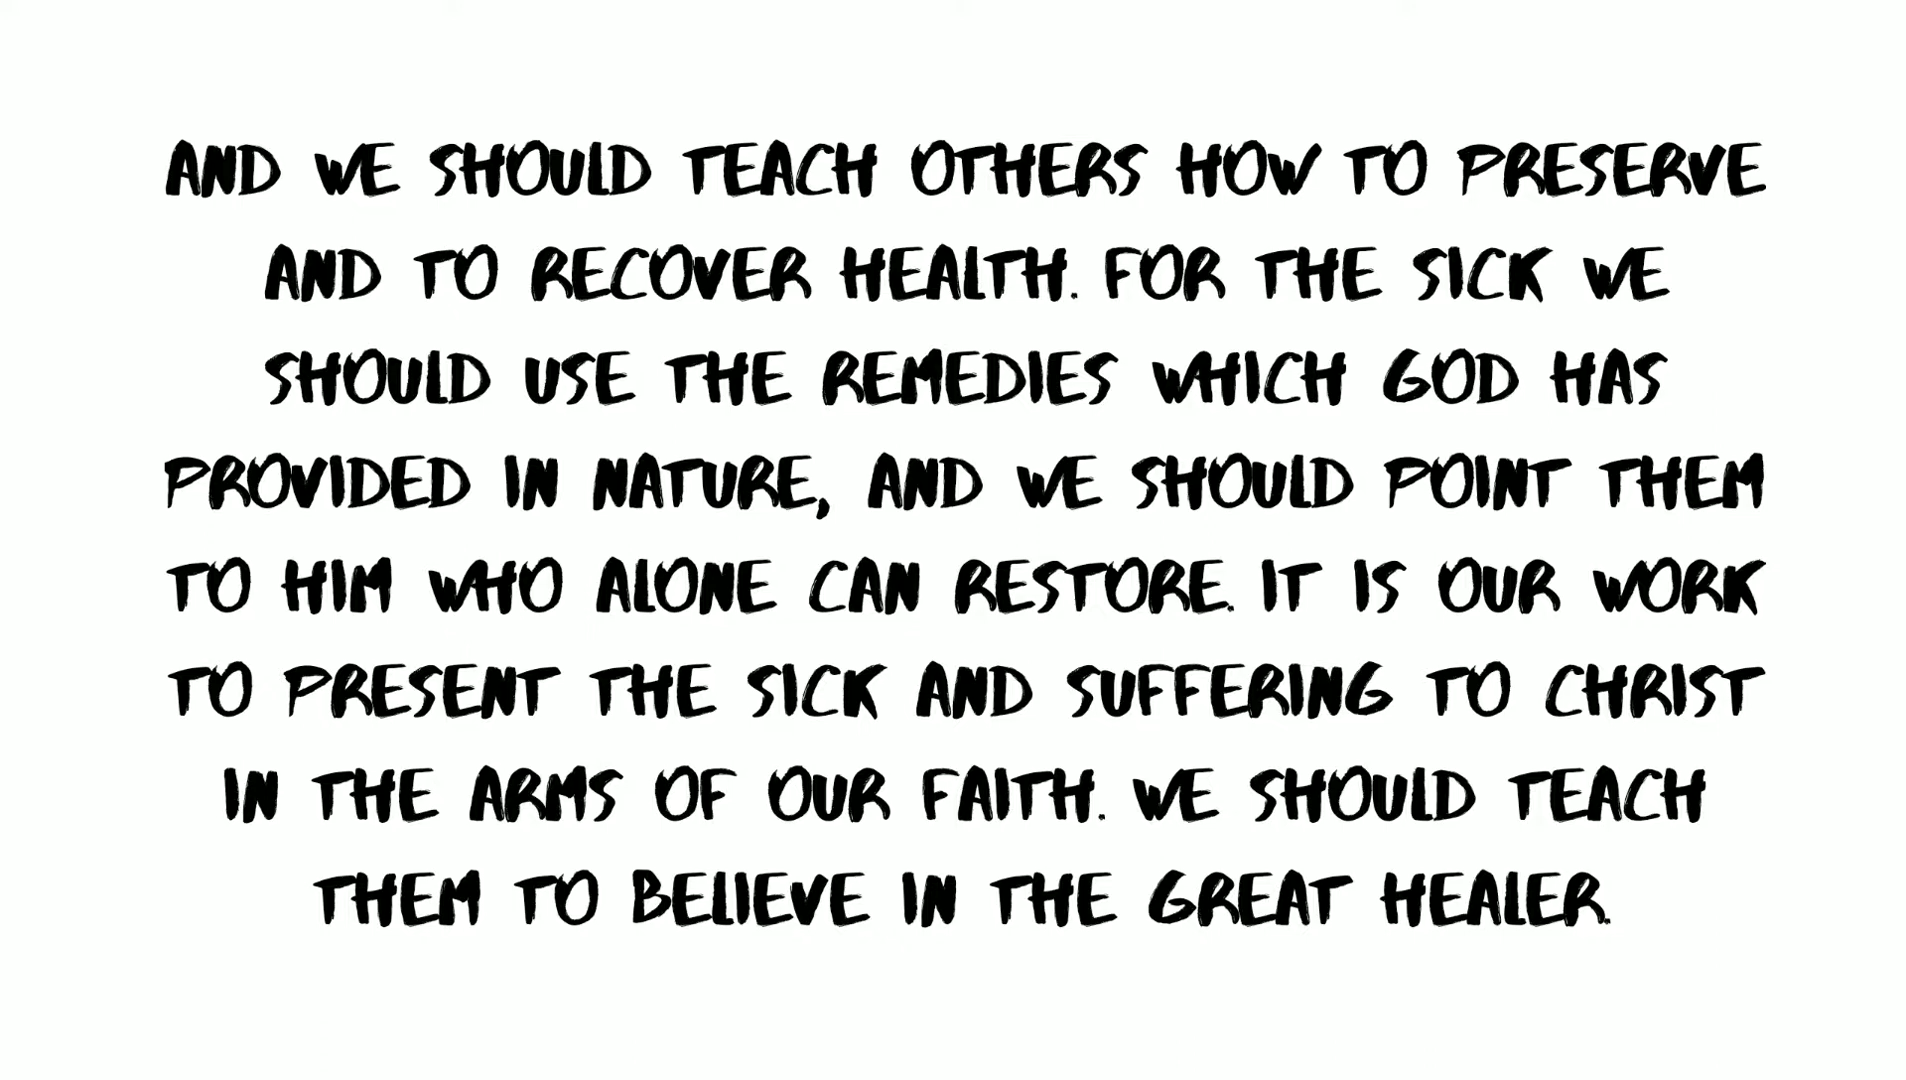 AND WE SHOULD TEACH OTHERS HOW TO PRESERVE
AND TO RECOVER HEALTH. FOR THE SICK WE
SHOULD USE THE REMEDIES WHICH GOD HAS
PROVIDED IN NATURE, AND WE SHOULD POINT THEM
TO HIM WHO ALONE CAN RESTORE. IT IS OUR WORK
TO PRESENT THE SICK AND SUFFERING TO CHRIST
IN THE ARMS OF OUR FAITH. WE SHOULD TEACH
THEM TO BELIEVE IN THE GREAT HEALER.